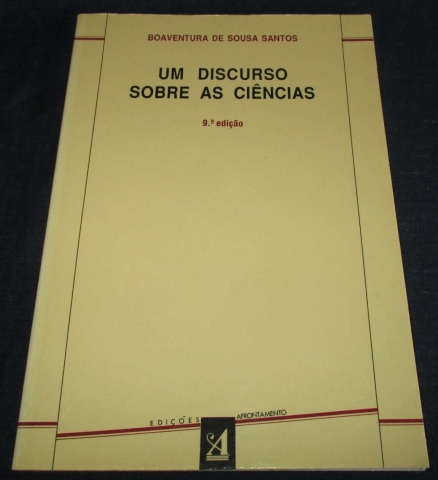 BOAVENTURA DE SOUSA SANTOS
UM DISCURSO
SOBRE AS CIÊNCIAS
9.ª edição
EDIÇÕES AFRONTAMENTO
A